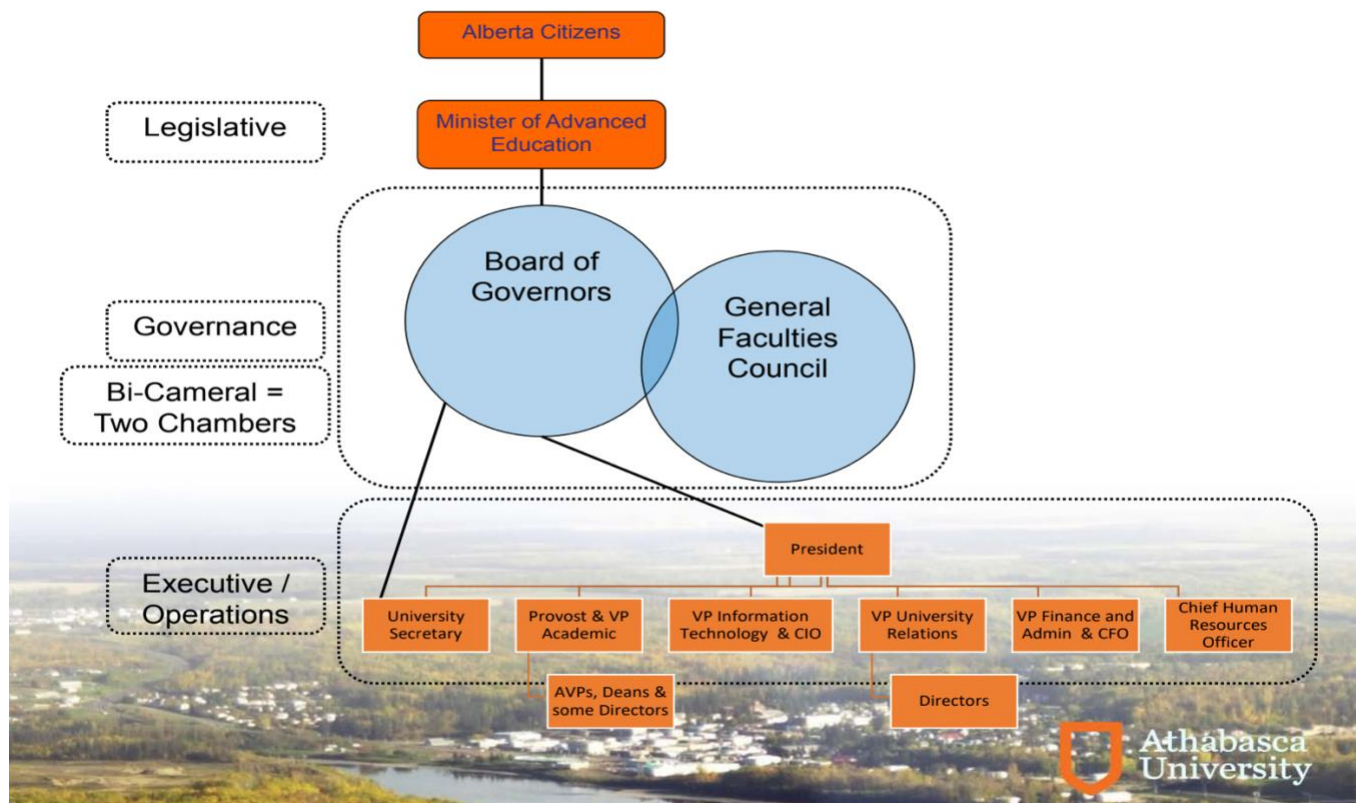 Alberta Citizens
Legislative
Minister of Advanced
Education
Board of
Governors
General
Faculties
Council
Governance
Bi-Cameral =
Two Chambers
President
Executive /
Operations
University
Secretary
Provost & VP
Academic
VP Information
Technology & CIO
VP University
Relations
VP Finance and
Admin & CFO
Chief Human
Resources
Officer
AVPs, Deans &
some Directors
Directors
Athabasca
University